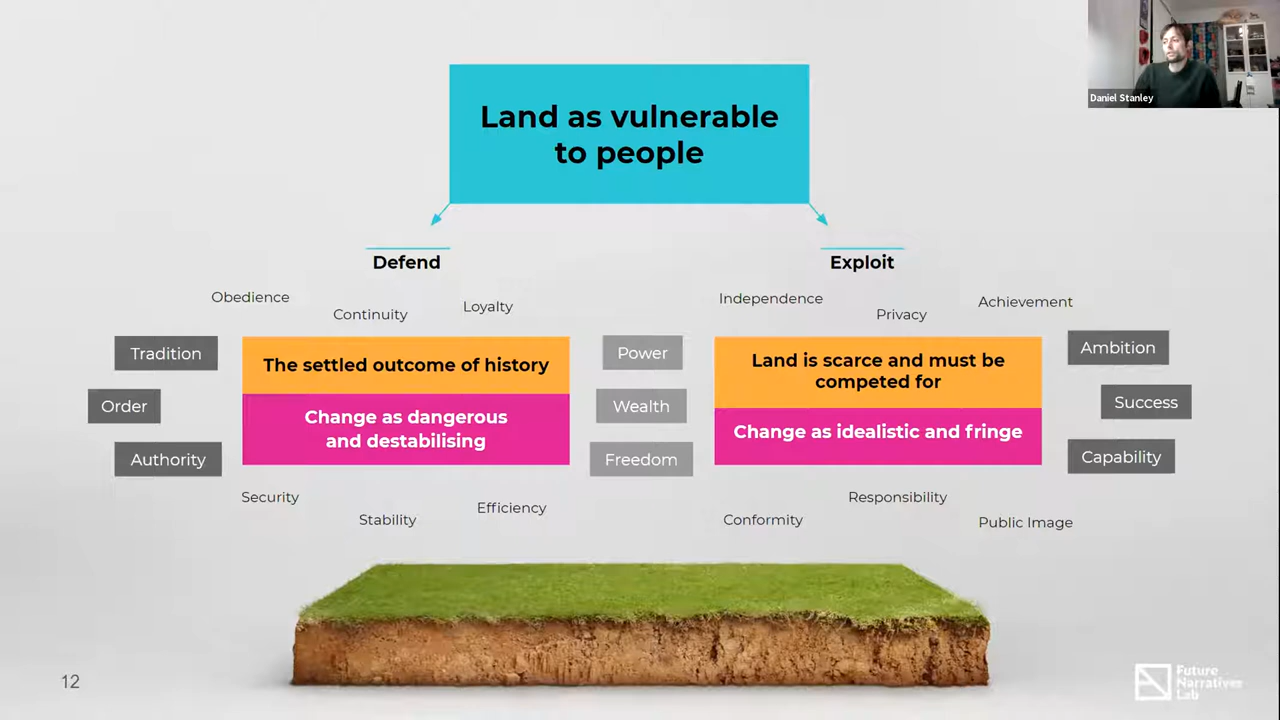 Daniel Stanley
Land as vulnerable
to people
Defend
Exploit
Obedience
Continuity
Loyalty
Independence
Privacy
Achievement
Tradition
Order
Authority
The settled outcome of history
Change as dangerous
and destabilising
Power
Wealth
Freedom
Land is scarce and must be
competed for
Change as idealistic and fringe
Ambition
Success
Capability
Security
Stability
Efficiency
Conformity
Responsibility
Public Image
12
Future
Narratives
Lab